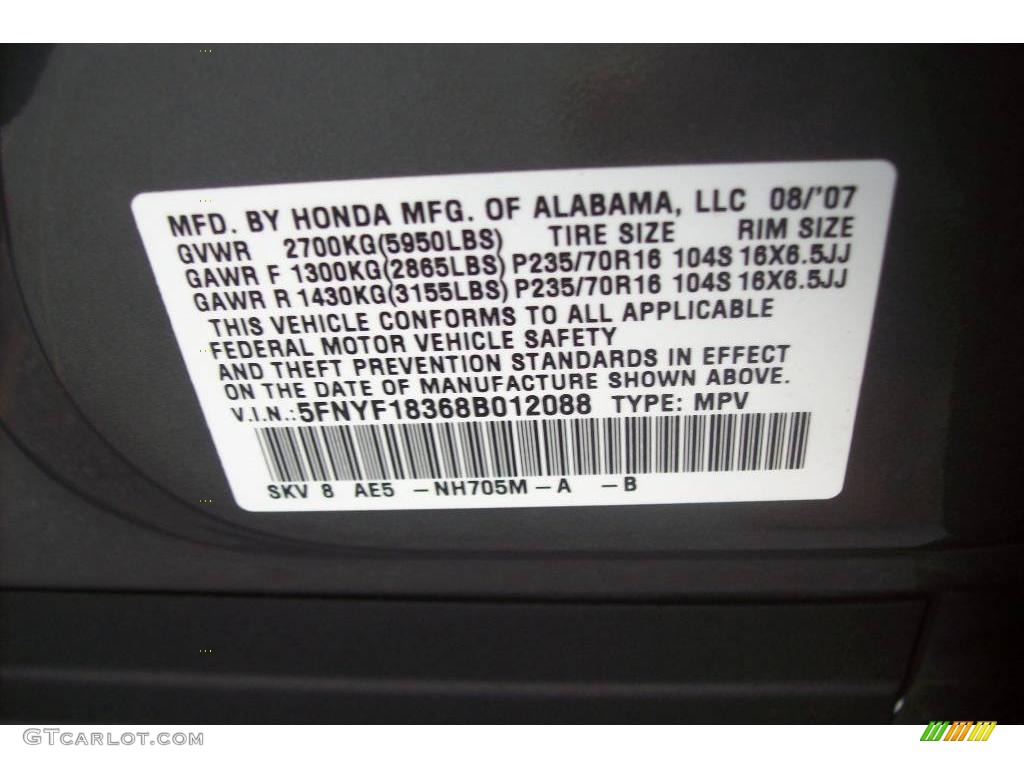 MFD. BY HONDA MFG. OF ALABAMA, LLC 08/'07
GVWR 2700KG(5950LBS) TIRE SIZE RIM SIZE
GAWR F 1300KG(2865LBS) P235/70R16 104S 16X6.5JJ
GAWR R 1430KG(3155LBS) P235/70R16 104S 16X6.5JJ
THIS VEHICLE CONFORMS TO ALL APPLICABLE
FEDERAL MOTOR VEHICLE SAFETY
AND THEFT PREVENTION STANDARDS IN EFFECT
ON THE DATE OF MANUFACTURE SHOWN ABOVE.
V.I.N.: 5FNYF18368B012088 TYPE: MPV
SKV 8 AE5 -NH705M-A -B
GTCARLOT.COM